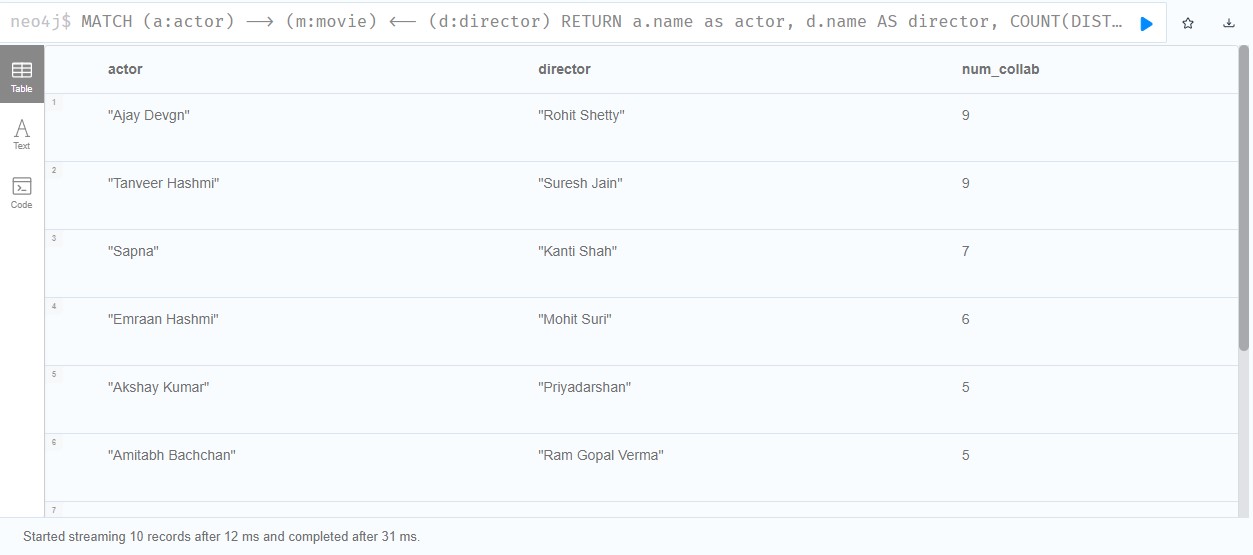 neo4j$ MATCH (a:actor) ⟶ (m:movie) ⟵ (d:director) RETURN a.name as actor, d.name AS director, COUNT(DIST…
Table
Text
Code
actor director num_collab
1 "Ajay Devgn" "Rohit Shetty" 9
2 "Tanveer Hashmi" "Suresh Jain" 9
3 "Sapna" "Kanti Shah" 7
4 "Emraan Hashmi" "Mohit Suri" 6
5 "Akshay Kumar" "Priyadarshan" 5
6 "Amitabh Bachchan" "Ram Gopal Verma" 5
7
Started streaming 10 records after 12 ms and completed after 31 ms.